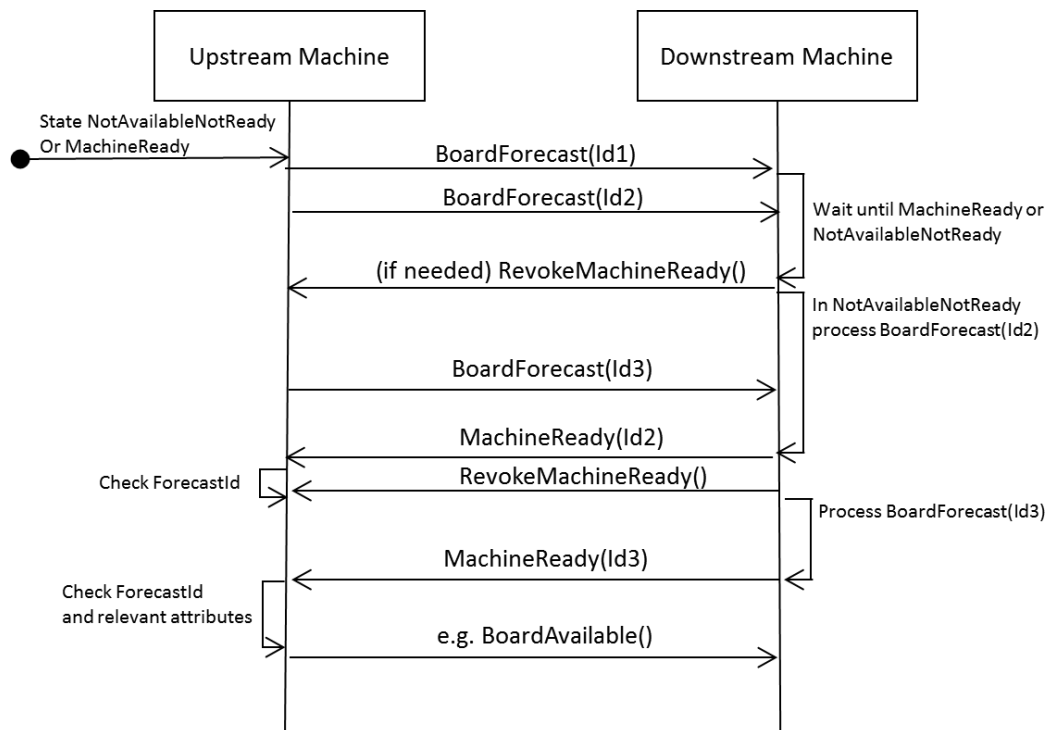 Upstream Machine
Downstream Machine
State NotAvailableNotReady
Or MachineReady
BoardForecast(Id1)
BoardForecast(Id2)
Wait until MachineReady or
NotAvailableNotReady
(if needed) RevokeMachineReady()
In NotAvailableNotReady
process BoardForecast(Id2)
BoardForecast(Id3)
MachineReady(Id2)
Check ForecastId
RevokeMachineReady()
Process BoardForecast(Id3)
MachineReady(Id3)
Check ForecastId
and relevant attributes
e.g. BoardAvailable()